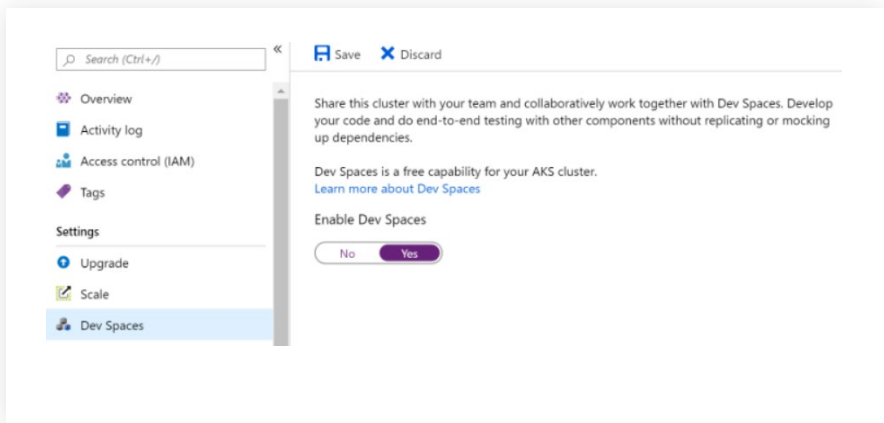 Search (Ctrl+/)
«
Overview
Activity log
Access control (IAM)
Tags
Settings
Upgrade
Scale
Dev Spaces
Save
Discard
Share this cluster with your team and collaboratively work together with Dev Spaces. Develop
your code and do end-to-end testing with other components without replicating or mocking
up dependencies.
Dev Spaces is a free capability for your AKS cluster.
Learn more about Dev Spaces
Enable Dev Spaces
No Yes